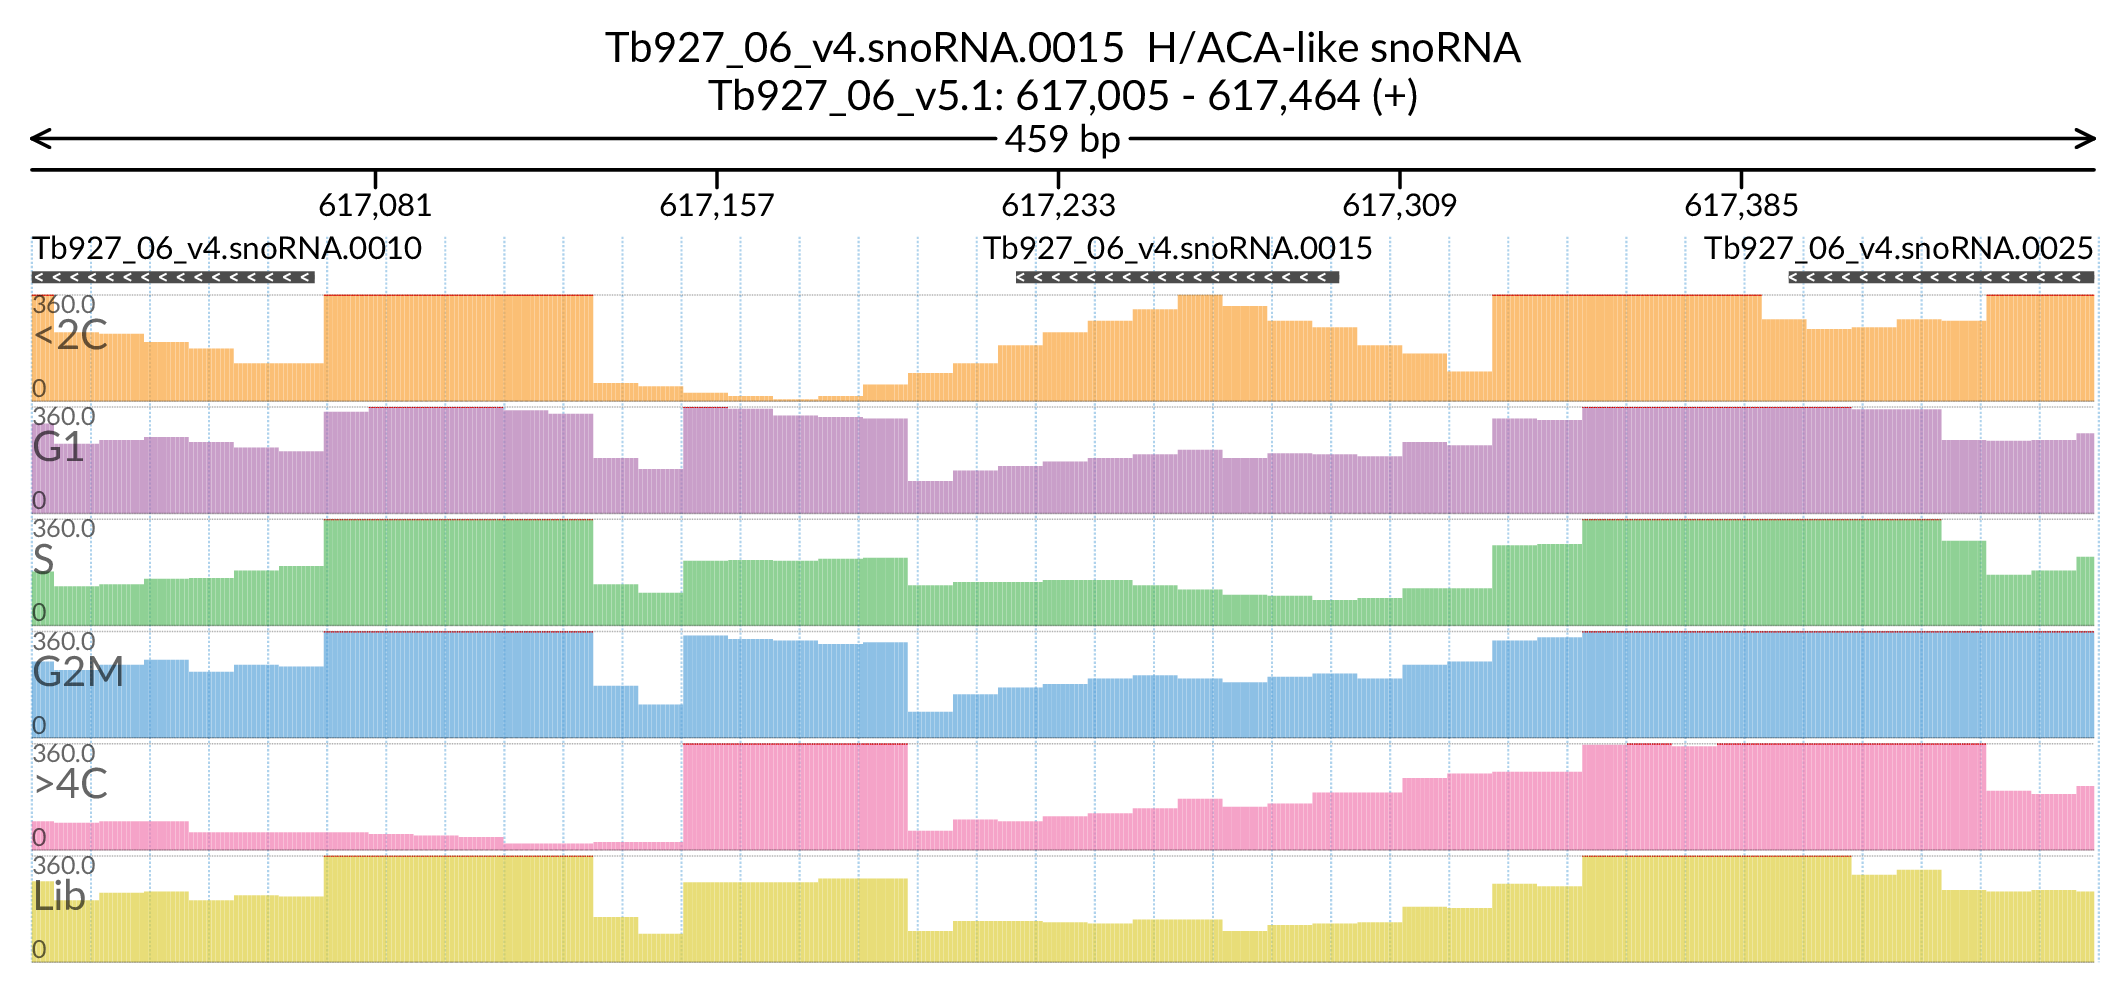 Tb927_06_v4.snoRNA.0015 H/ACA-like snoRNA
Tb927_06_v5.1: 617,005 - 617,464 (+)
459 bp
617,081 617,157 617,233 617,309 617,385
Tb927_06_v4.snoRNA.0010 Tb927_06_v4.snoRNA.0015 Tb927_06_v4.snoRNA.0025
360.0
<2C
0
360.0
G1
0
360.0
S
0
360.0
G2M
0
360.0
>4C
0
360.0
Lib
0